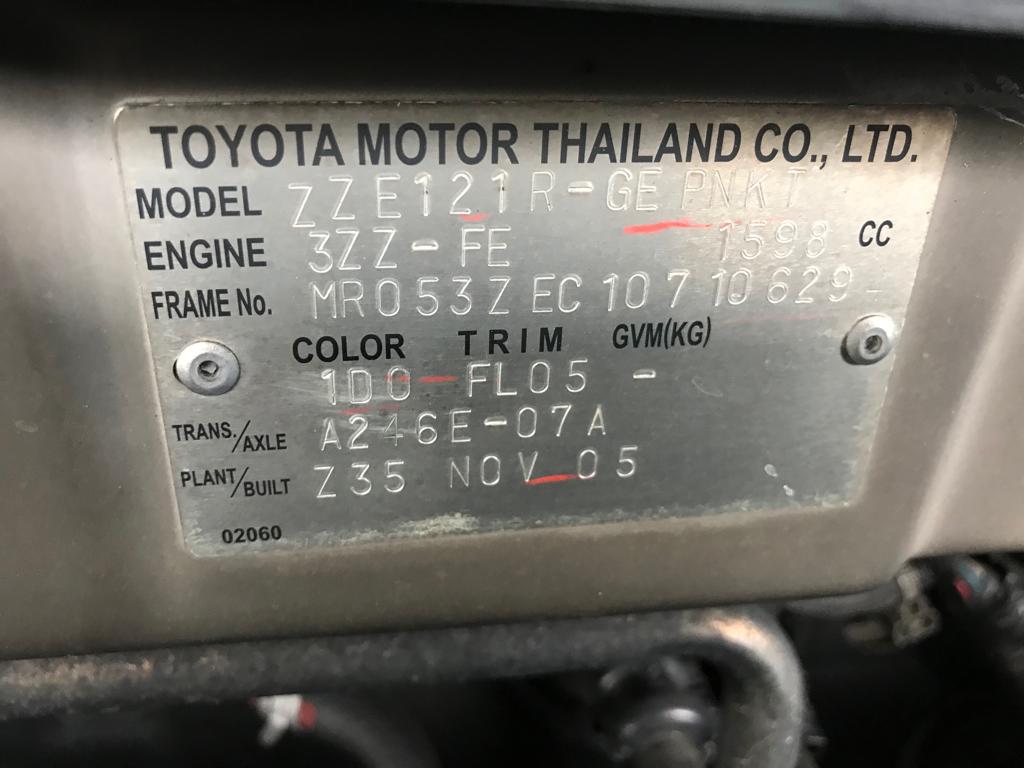 TOYOTA MOTOR THAILAND CO., LTD.
MODEL ZZE121R-GEPNKT
ENGINE 3ZZ-FE 1598 CC
FRAME No. MR053ZEC10710629
COLOR TRIM GVM(KG)
1D0 FL05 -
TRANS./AXLE A246E-07A
PLANT/BUILT Z35 NOV 05
02060